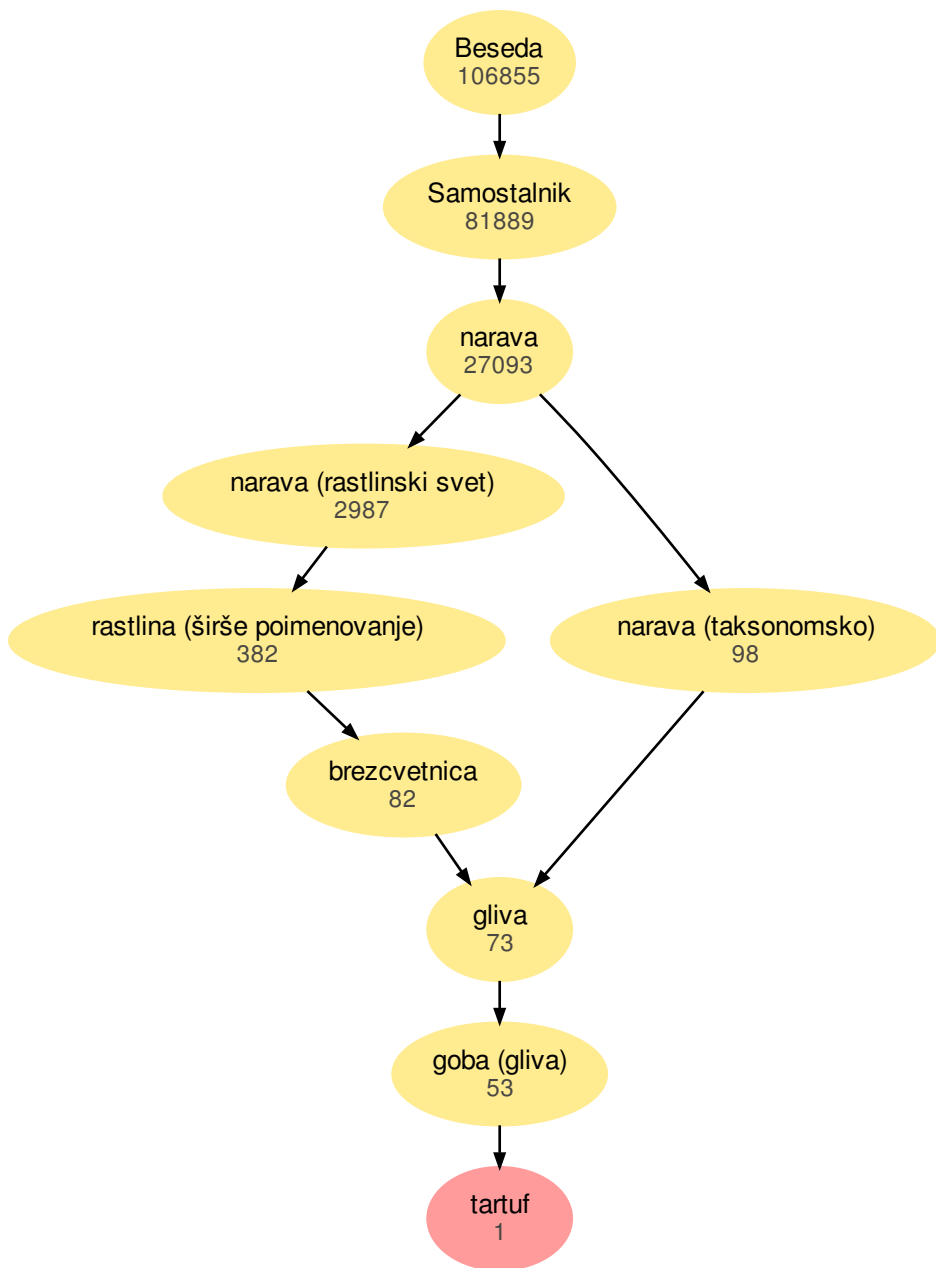 Beseda
106855
Samostalnik
81889
narava
27093
narava (rastlinski svet)
2987
rastlina (širše poimenovanje)
382
narava (taksonomsko)
98
brezcvetnica
82
gliva
73
goba (gliva)
53
tartuf
1